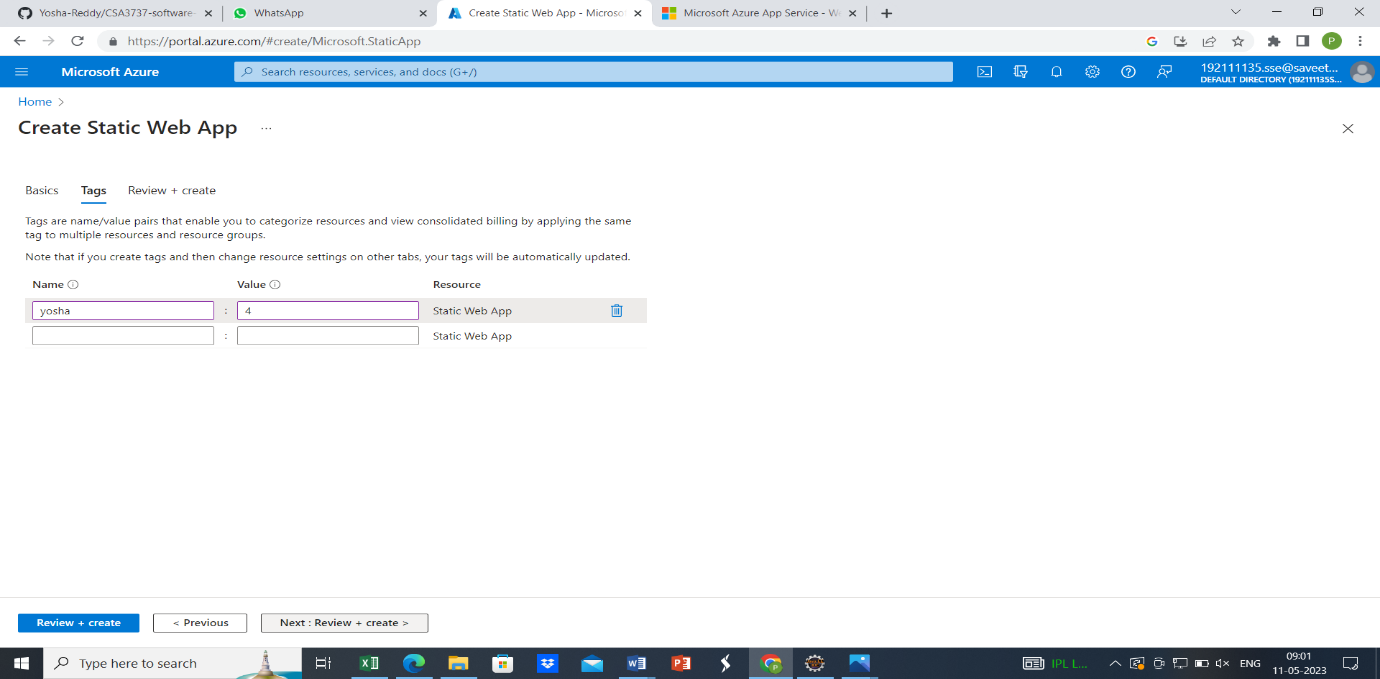 Yosha-Reddy/CSA3737-software-
WhatsApp
Create Static Web App - Microso
Microsoft Azure App Service - W
https://portal.azure.com/#create/Microsoft.StaticApp
G
P
Microsoft Azure
Search resources, services, and docs (G+/)
192111135.sse@saveet...
DEFAULT DIRECTORY (192111135S...
Home >
Create Static Web App ...
Basics Tags Review + create
Tags are name/value pairs that enable you to categorize resources and view consolidated billing by applying the same
tag to multiple resources and resource groups.
Note that if you create tags and then change resource settings on other tabs, your tags will be automatically updated.
Name Value Resource
yosha : 4 Static Web App
: Static Web App
Review + create < Previous Next : Review + create >
Type here to search
IPL L...
ENG
09:01
11-05-2023